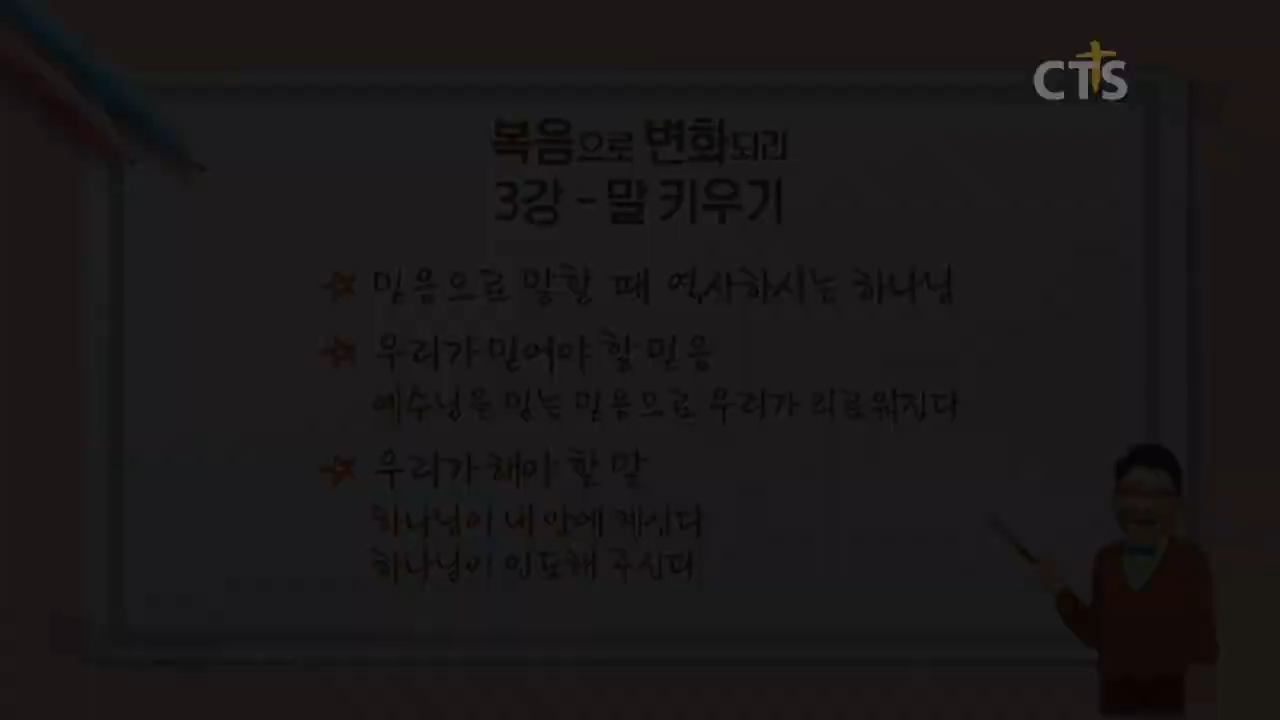 CTS
복음으로 변화되리
3강 - 말 키우기
믿음으로 말할 때 역사하시는 하나님
우리가 믿어야 할 믿음
예수님을 믿는 믿음으로 우리가 의로워진다
우리가 해야 할 말
하나님이 내 안에 계신다
하나님이 인도해 주신다